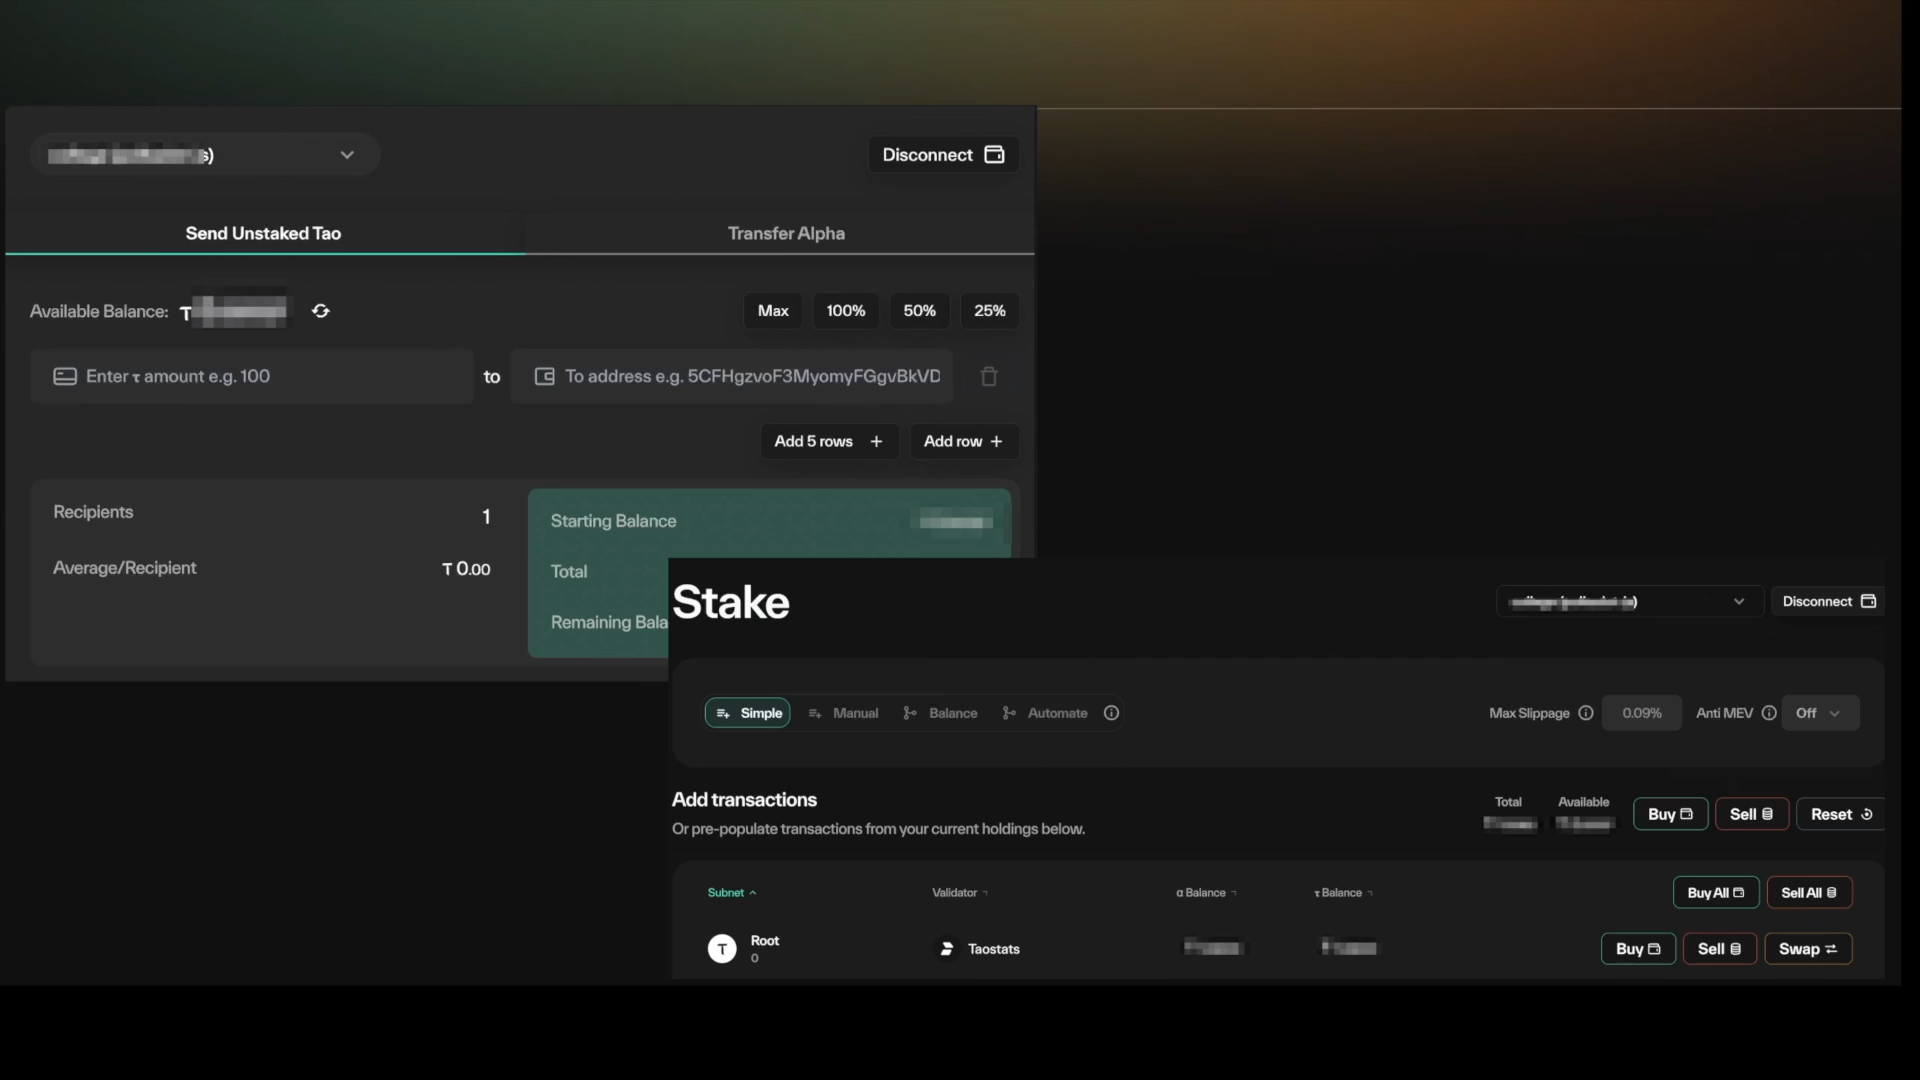 Disconnect
Send Unstaked Tao
Transfer Alpha
Available Balance: τ
Max
100%
50%
25%
Enter τ amount e.g. 100
to
To address e.g. 5CFHgzvoF3MyomyFGgvBkVD
Add 5 rows +
Add row +
Recipients
1
Average/Recipient
τ 0.00
Starting Balance
Total
Remaining Bala
Stake
Disconnect
Simple
Manual
Balance
Automate
Max Slippage
0.09%
Anti MEV
Off
Add transactions
Or pre-populate transactions from your current holdings below.
Total
Available
Buy
Sell
Reset
Subnet
Validator
α Balance
τ Balance
Buy All
Sell All
Root
0
Taostats
Buy
Sell
Swap